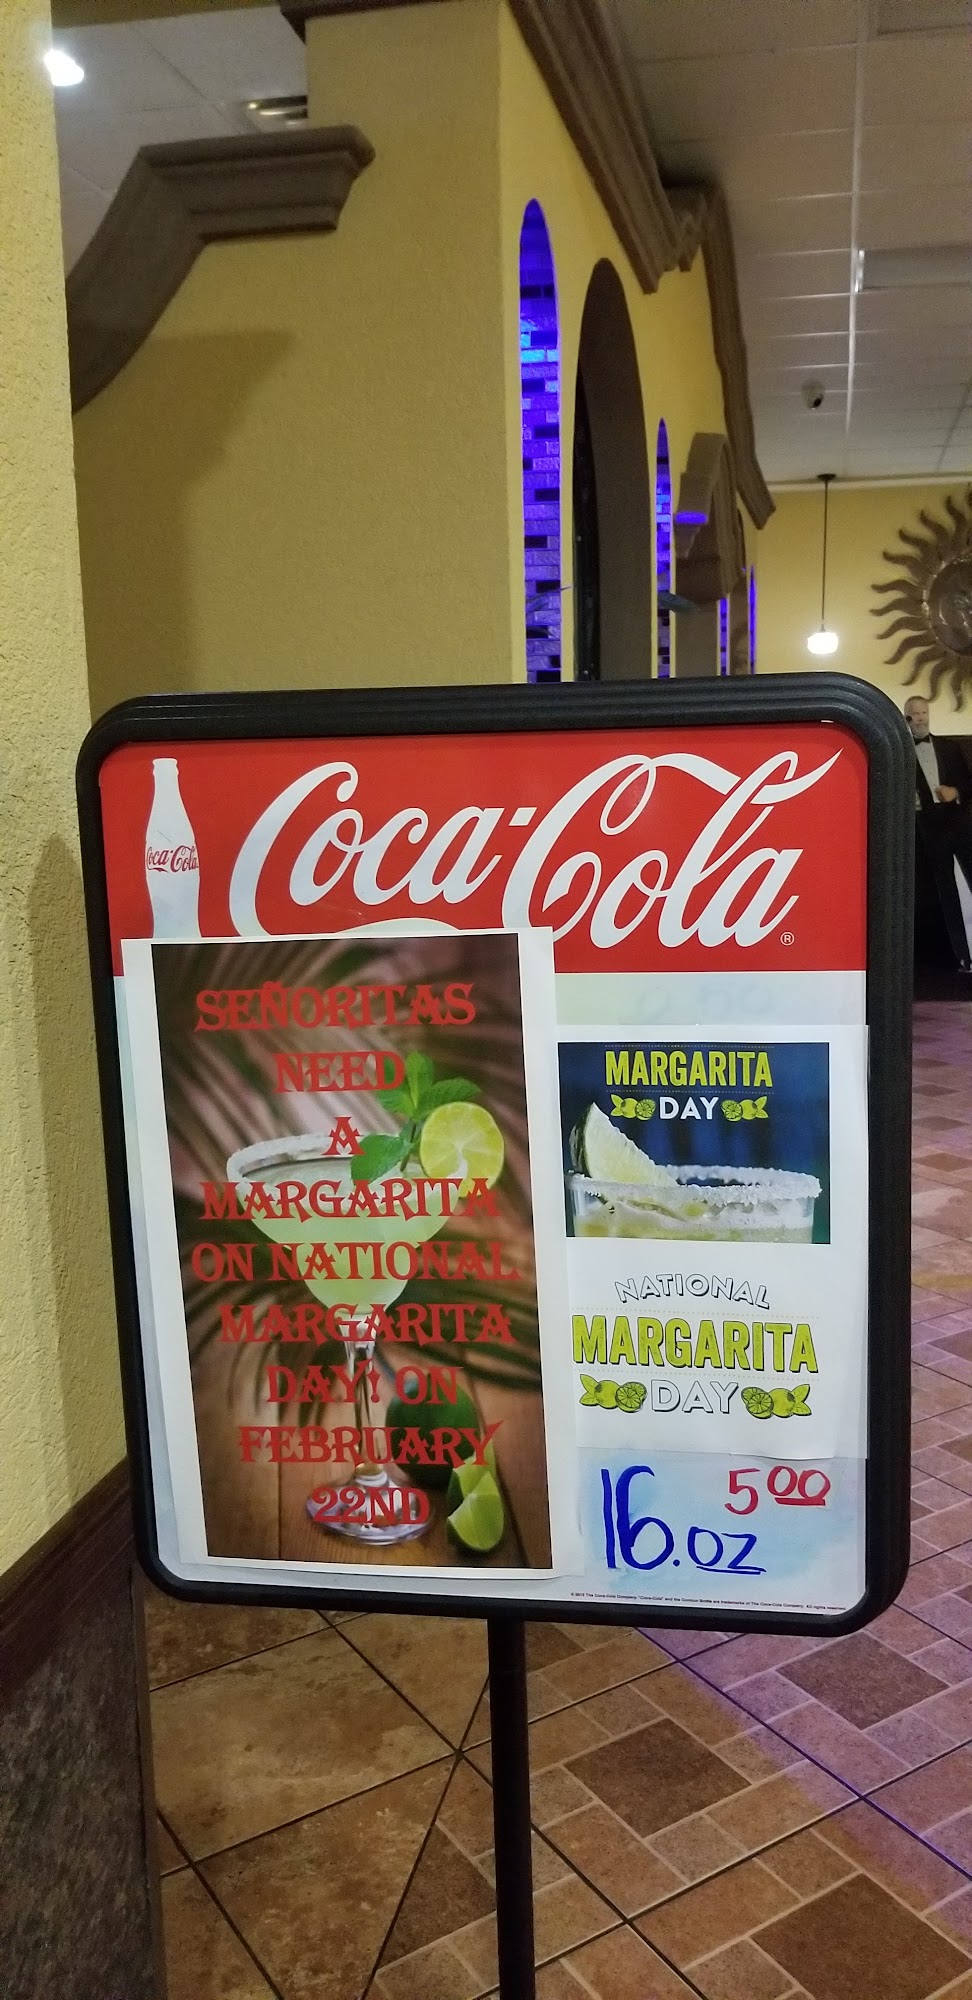 Coca-Cola
Coca-Cola®
SEÑORITAS
NEED
A
MARGARITA
ON NATIONAL
MARGARITA
DAY! ON
FEBRUARY
22ND
MARGARITA
DAY
NATIONAL
MARGARITA
DAY
5 00
16.oz